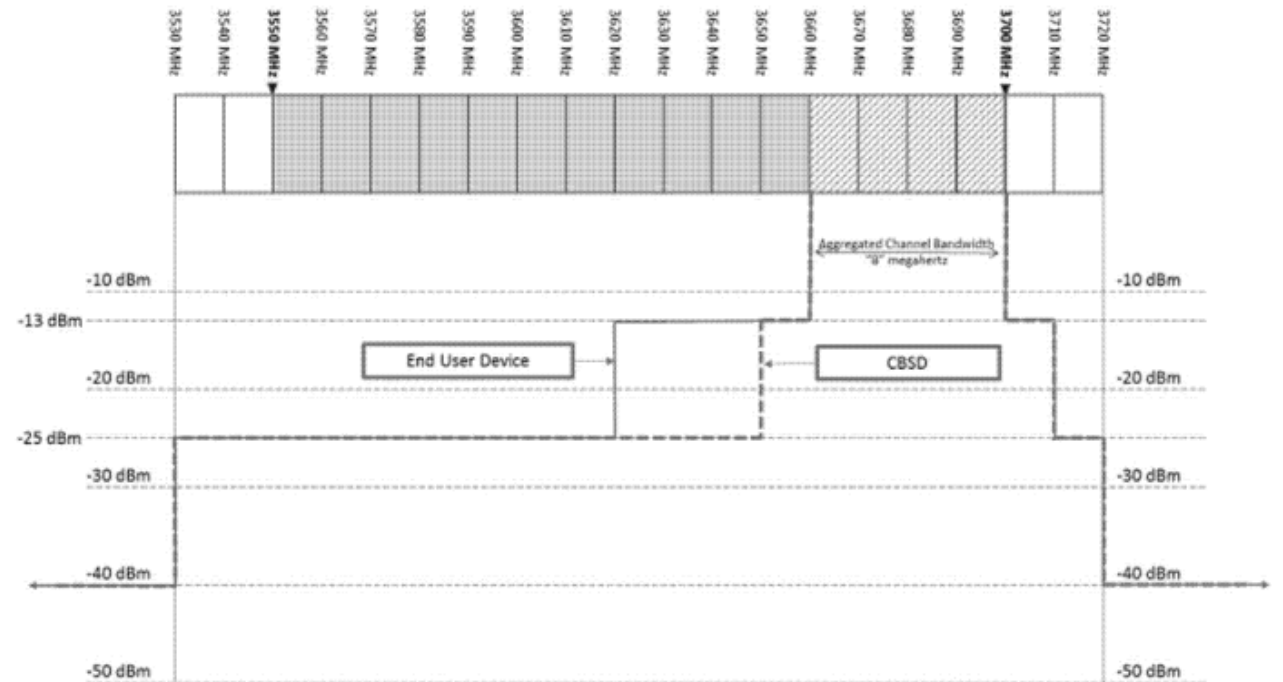 3530 MHz
3540 MHz
3550 MHz
3560 MHz
3570 MHz
3580 MHz
3590 MHz
3600 MHz
3610 MHz
3620 MHz
3630 MHz
3640 MHz
3650 MHz
3660 MHz
3670 MHz
3680 MHz
3690 MHz
3700 MHz
3710 MHz
3720 MHz
Aggregated Channel Bandwidth
"B" megahertz
-10 dBm
-10 dBm
-13 dBm
End User Device
CBSD
-20 dBm
-20 dBm
-25 dBm
-30 dBm
-30 dBm
-40 dBm
-40 dBm
-50 dBm
-50 dBm